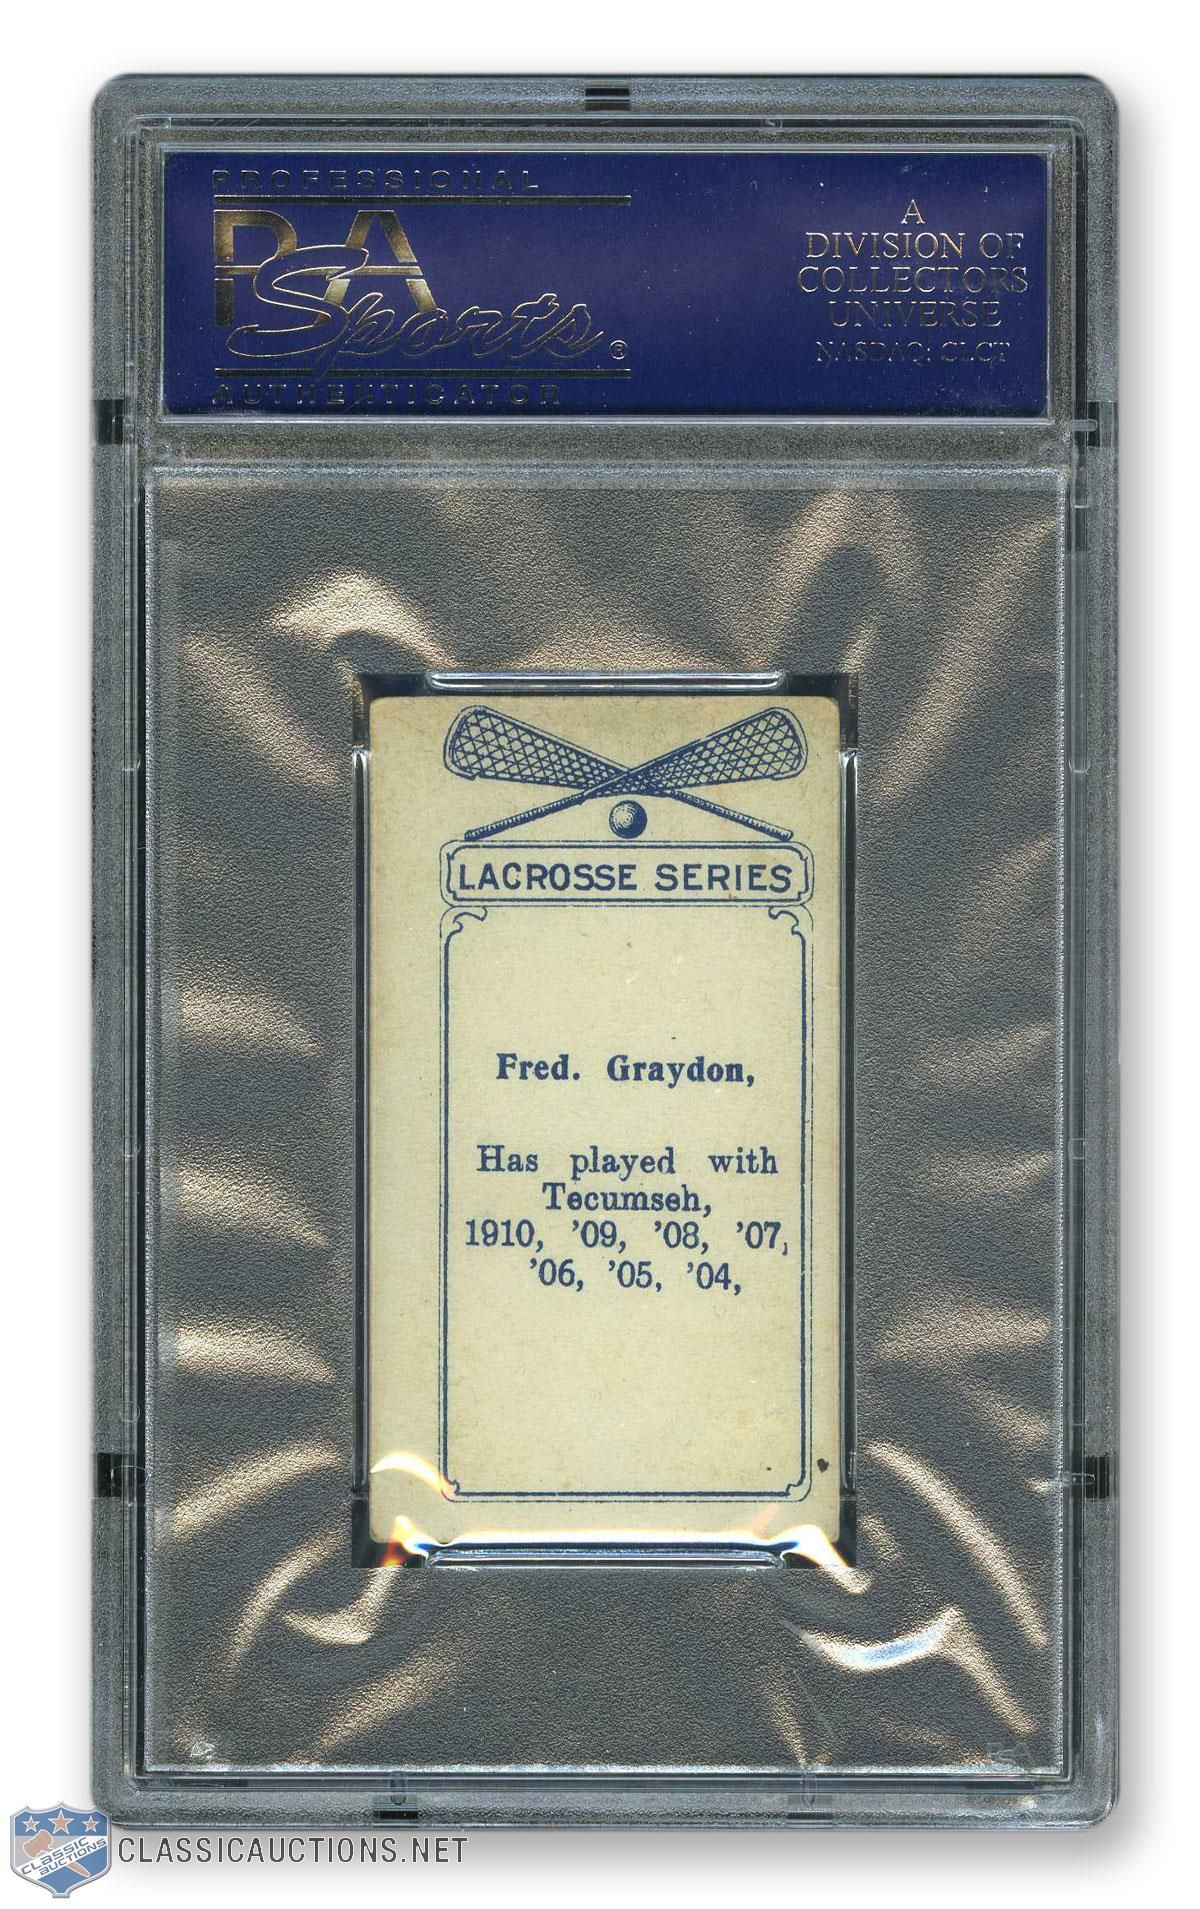 PROFESSIONAL
PSA
Sports®
AUTHENTICATOR
A
DIVISION OF
COLLECTORS
UNIVERSE
NASDAQ: CLCT
LACROSSE SERIES
Fred. Graydon,
Has played with
Tecumseh,
1910, '09, '08, '07,
'06, '05, '04,
PSA
CLASSIC
AUCTIONS
CLASSICAUCTIONS.NET